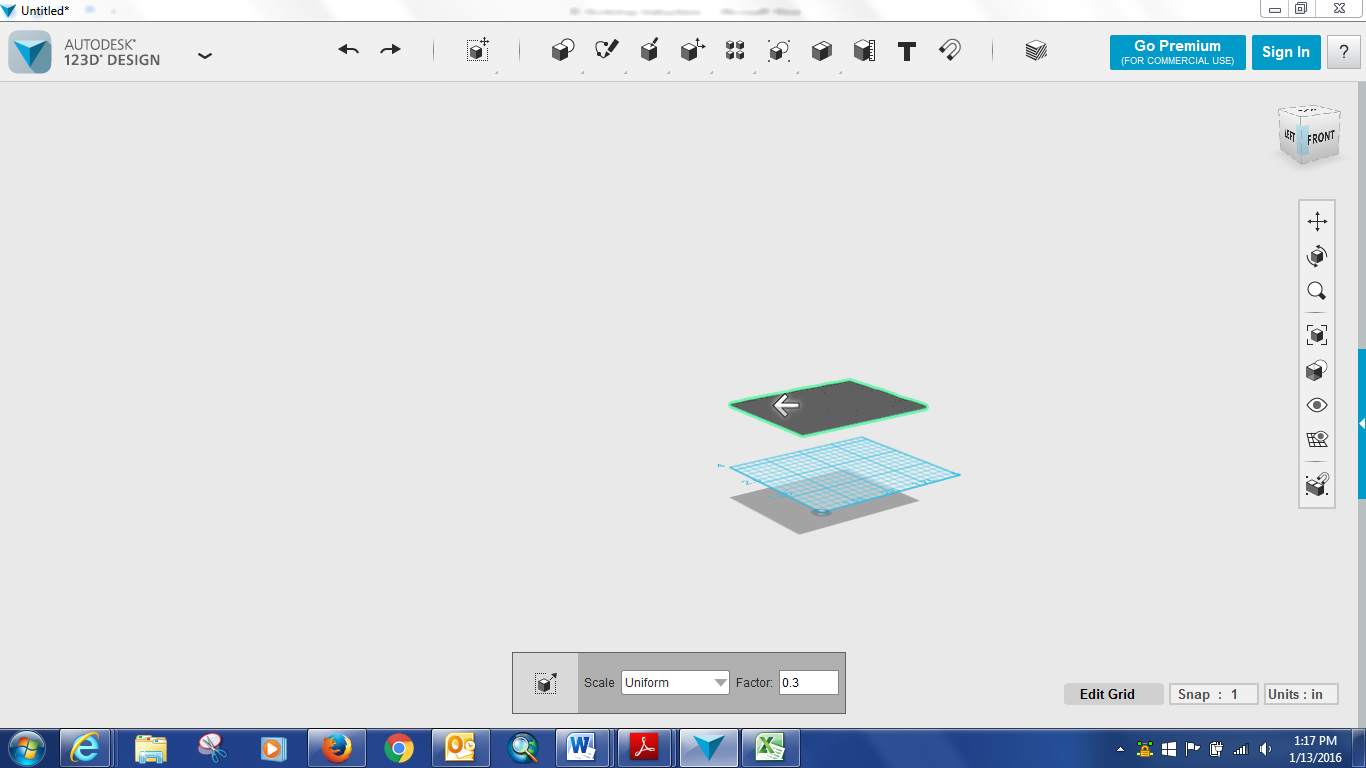 Untitled*
AUTODESK®
123D® DESIGN
Go Premium
(FOR COMMERCIAL USE)
Sign In
?
LEFT
FRONT
Scale
Uniform
Factor:
0.3
Edit Grid
Snap : 1
Units : in
1:17 PM
1/13/2016